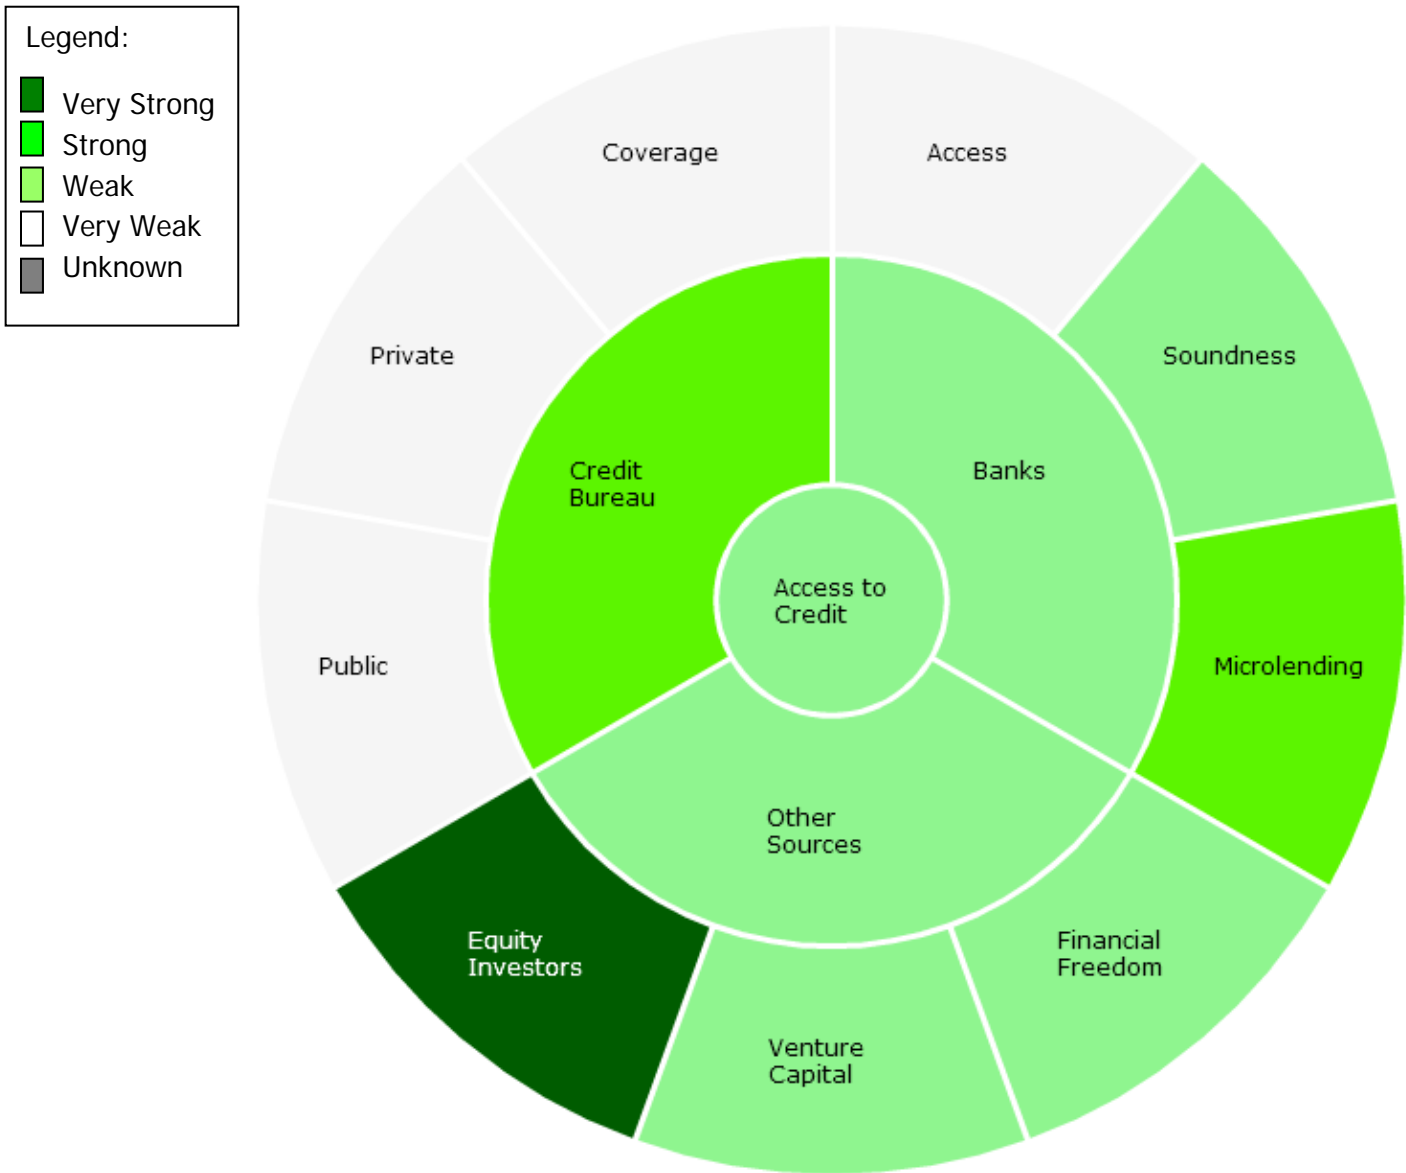 Legend:
Very Strong
Strong
Weak
Very Weak
Unknown
Coverage
Access
Private
Soundness
Credit
Bureau
Banks
Access to
Credit
Public
Microlending
Other
Sources
Equity
Investors
Financial
Freedom
Venture
Capital